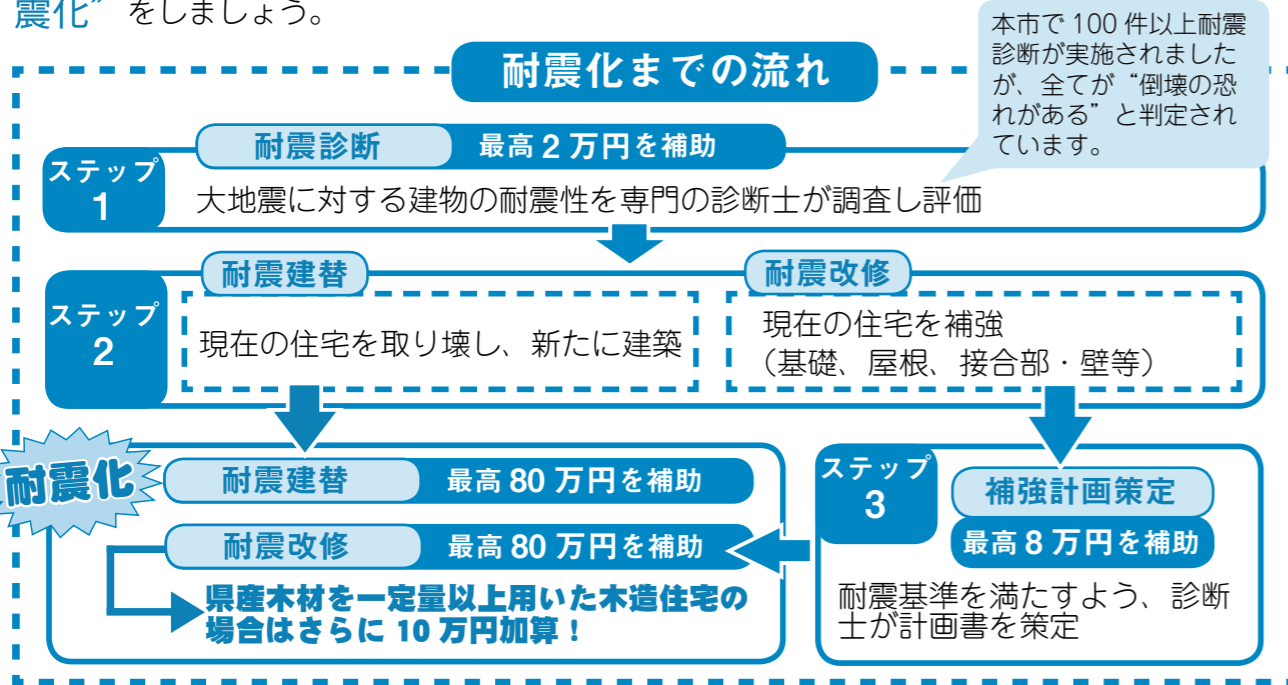 震化”をしましょう。
耐震化までの流れ
本市で 100 件以上耐震
診断が実施されました
が、全てが“倒壊の恐
れがある”と判定され
ています。
ステップ
1
耐震診断
最高 2 万円を補助
大地震に対する建物の耐震性を専門の診断士が調査し評価
ステップ
2
耐震建替
現在の住宅を取り壊し、新たに建築
耐震改修
現在の住宅を補強
（基礎、屋根、接合部・壁等）
ステップ
3
補強計画策定
最高 8 万円を補助
耐震基準を満たすよう、診断
士が計画書を策定
耐震化
耐震建替
最高 80 万円を補助
耐震改修
最高 80 万円を補助
県産木材を一定量以上用いた木造住宅の
場合はさらに 10 万円加算！